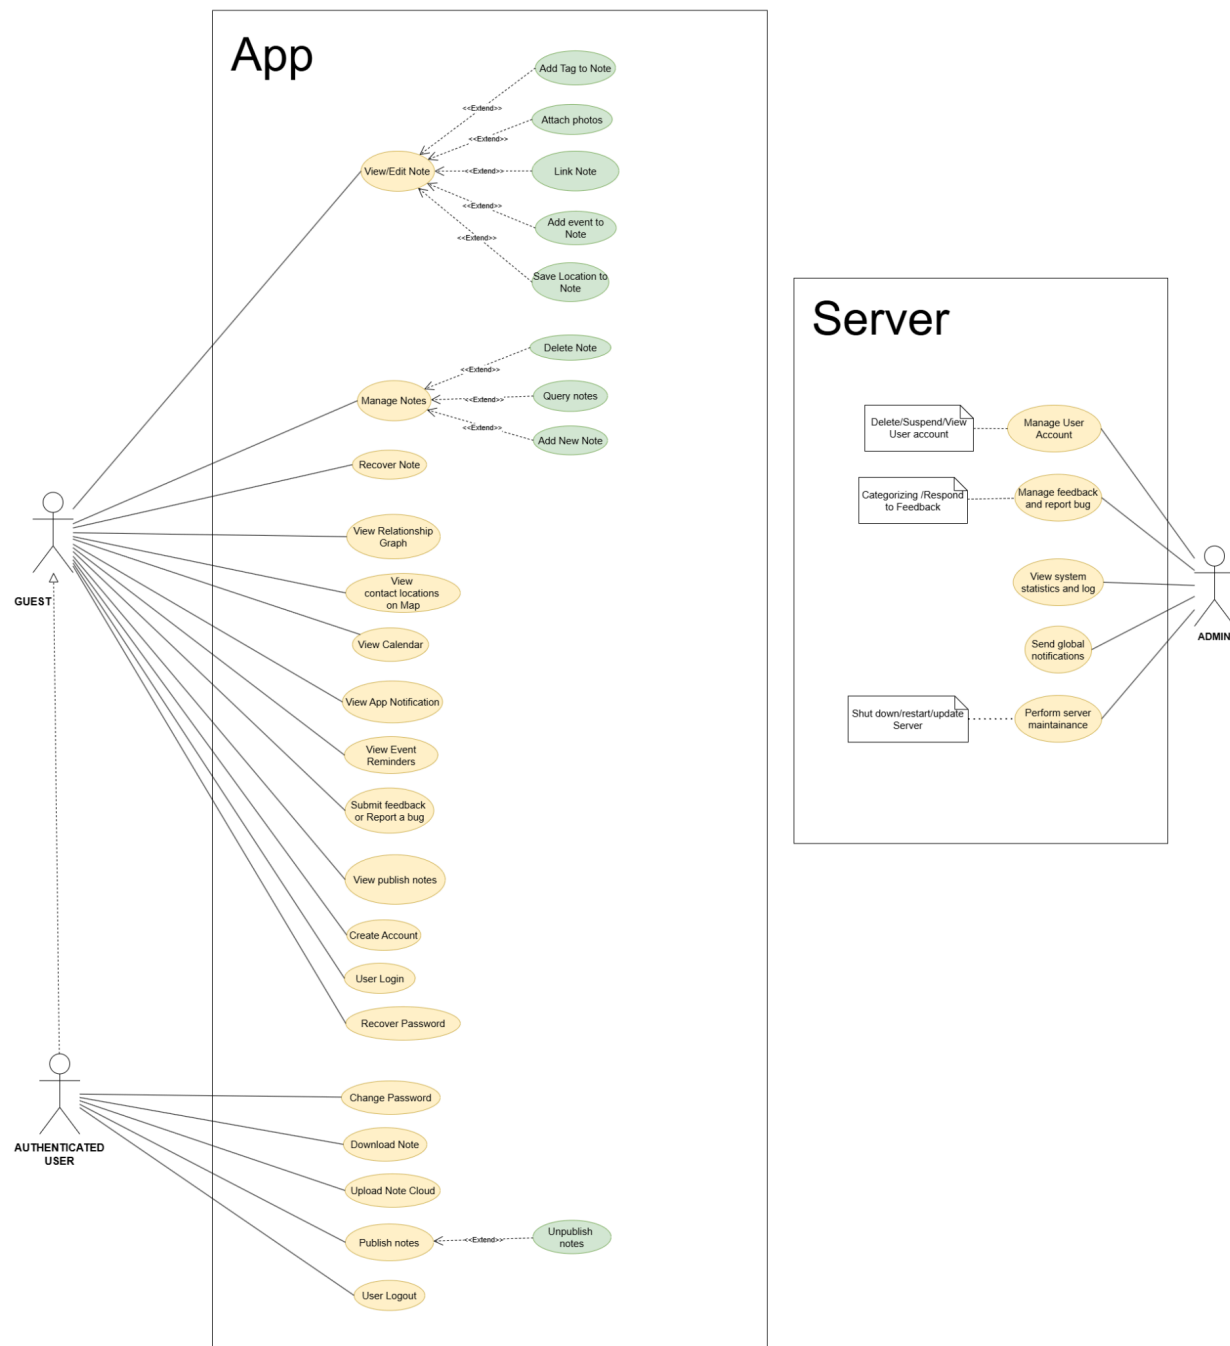 App
Add Tag to Note
<<Extend>>
Attach photos
<<Extend>>
View/Edit Note
<<Extend>>
Link Note
<<Extend>>
Add event to
Note
<<Extend>>
Save Location to
Note
Delete Note
<<Extend>>
Manage Notes
<<Extend>>
Query notes
<<Extend>>
Add New Note
Recover Note
View Relationship
Graph
View
contact locations
on Map
GUEST
View Calendar
View App Notification
View Event
Reminders
Submit feedback
or Report a bug
View publish notes
Create Account
User Login
Recover Password
AUTHENTICATED
USER
Change Password
Download Note
Upload Note Cloud
Publish notes
<<Extend>>
Unpublish
notes
User Logout
Server
Delete/Suspend/View
User account
Manage User
Account
Categorizing /Respond
to Feedback
Manage feedback
and report bug
View system
statistics and log
ADMIN
Send global
notifications
Shut down/restart/update
Server
Perform server
maintainance